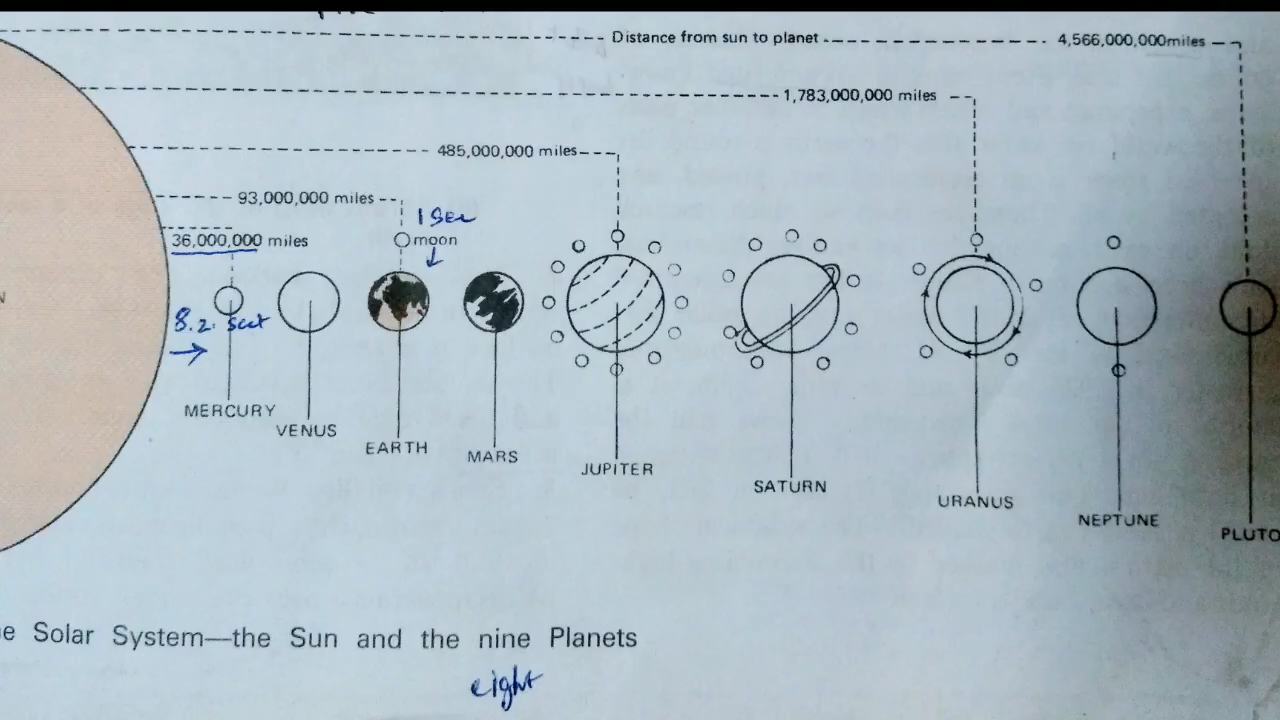 Distance from sun to planet
4,566,000,000miles
1,783,000,000 miles
485,000,000 miles
93,000,000 miles
1 Sec
36,000,000 miles
moon
8.2.
MERCURY
VENUS
EARTH
MARS
JUPITER
SATURN
URANUS
NEPTUNE
PLUTO
Solar System—the Sun and the nine Planets
eight